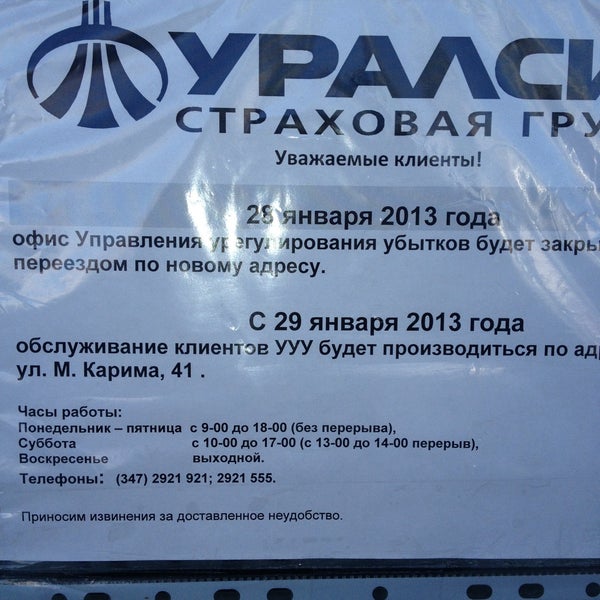 УРАЛСИ
СТРАХОВАЯ ГРУ
Уважаемые клиенты!
28 января 2013 года
офис Управления урегулирования убытков будет закры
переездом по новому адресу.
С 29 января 2013 года
обслуживание клиентов УУУ будет производиться по адр
ул. М. Карима, 41 .
Часы работы:
Понедельник – пятница с 9-00 до 18-00 (без перерыва),
Суббота с 10-00 до 17-00 (с 13-00 до 14-00 перерыв),
Воскресенье выходной.
Телефоны: (347) 2921 921; 2921 555.
Приносим извинения за доставленное неудобство.